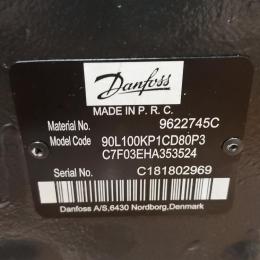 Danfoss
MADE IN P. R. C.
Material No. 9622745C
Model Code 90L100KP1CD80P3
C7F03EHA353524
Serial No. C181802969
Danfoss A/S,6430 Nordborg,Denmark